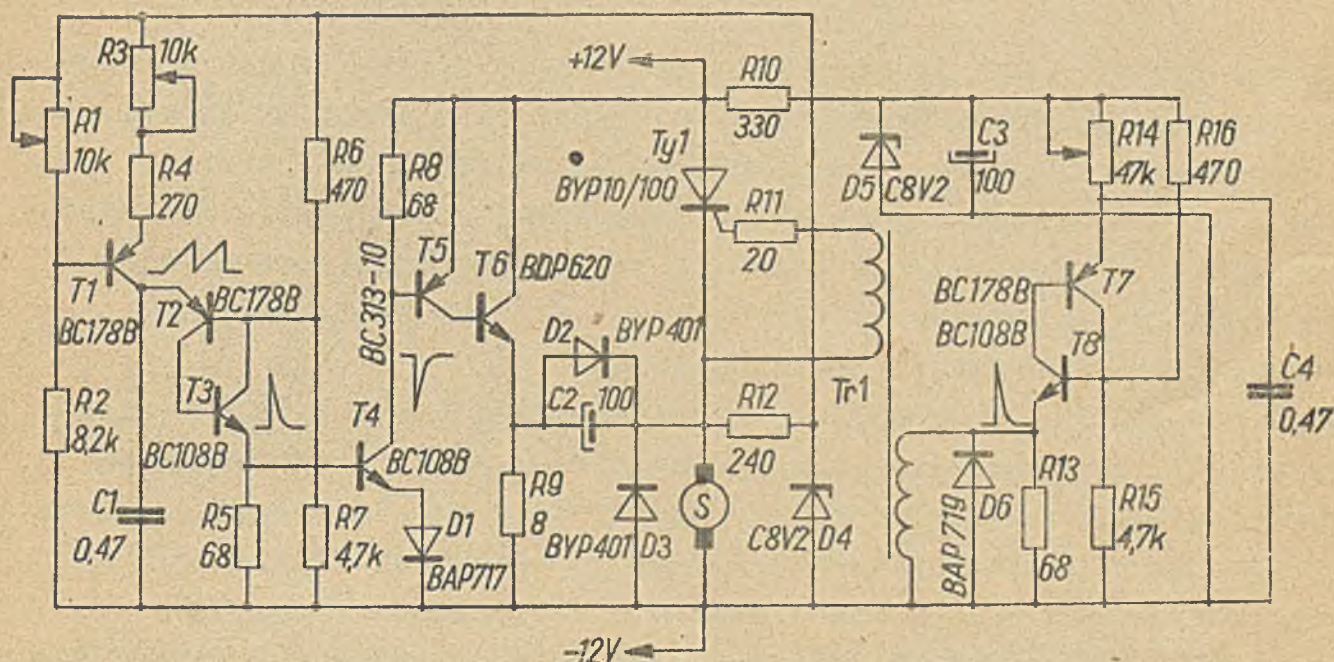 R3
10k
R1
10k
R4
270
R6
470
T1
BC178B
T2
BC178B
T3
BC108B
R2
8,2k
C1
0,47
R5
68
R7
4,7k
T4
BC108B
D1
BAP717
R8
68
BC313-10
T5
T6
BDP620
D2
BYP401
C2
100
R9
8
BYP401 D3
+12V
-12V
Ty1
BYP10/100
R10
330
R11
20
R12
240
S
C8V2 D4
Tr1
D5 C8V2
C3
100
R14
47k
R16
470
BC178B
T7
BC108B
T8
BAP719
D6
R13
68
R15
4,7k
C4
0,47